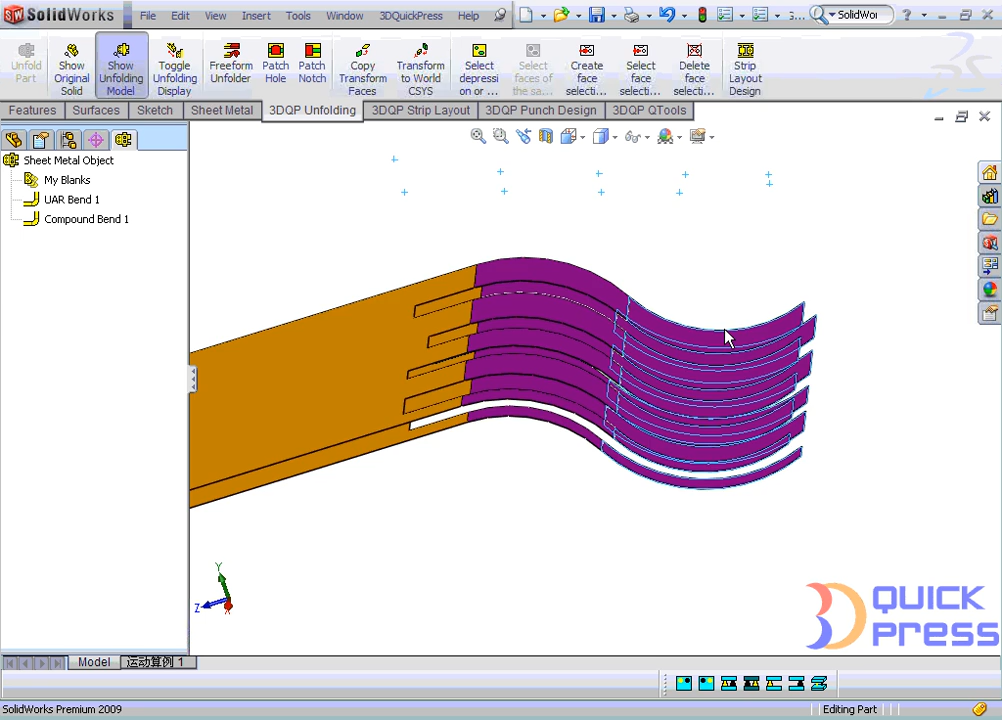 SolidWorks File Edit View Insert Tools Window 3DQuickPress Help 3... SolidWor ?
Unfold Part
Show Original Solid
Show Unfolding Model
Toggle Unfolding Display
Freeform Unfolder
Patch Hole
Patch Notch
Copy Transform Faces
Transform to World CSYS
Select depressi on or ...
Select faces of the sa...
Create face selecti...
Select face selecti...
Delete face selecti...
Strip Layout Design
Features Surfaces Sketch Sheet Metal 3DQP Unfolding 3DQP Strip Layout 3DQP Punch Design 3DQP QTools
Sheet Metal Object
My Blanks
UAR Bend 1
Compound Bend 1
Y
Z
X
3D QUICK PRESS
Model 运动算例 1
SolidWorks Premium 2009 Editing Part